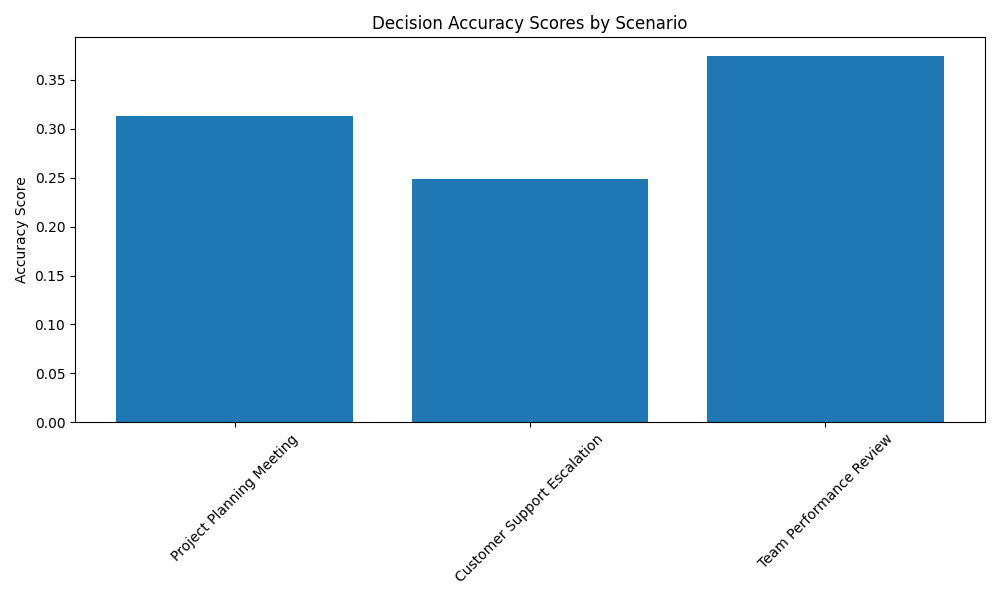 Decision Accuracy Scores by Scenario
Accuracy Score
0.35
0.30
0.25
0.20
0.15
0.10
0.05
0.00
Project Planning Meeting
Customer Support Escalation
Team Performance Review